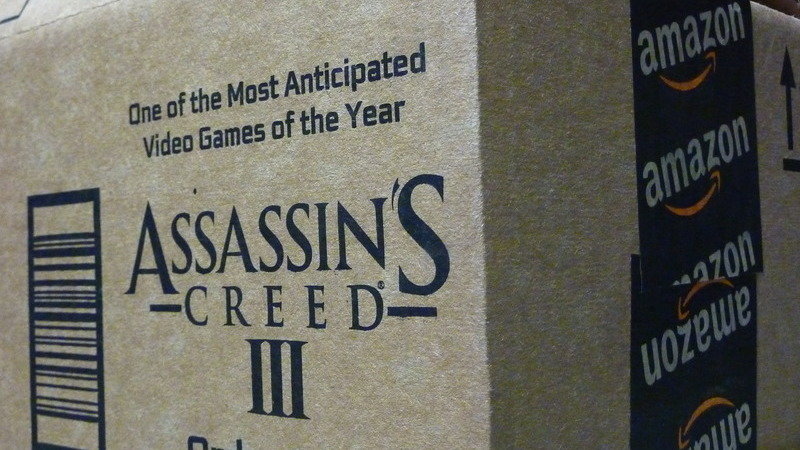 One of the Most Anticipated
Video Games of the Year
ASSASSIN'S
CREED®
III
amazon
amazon
amazon
amazon